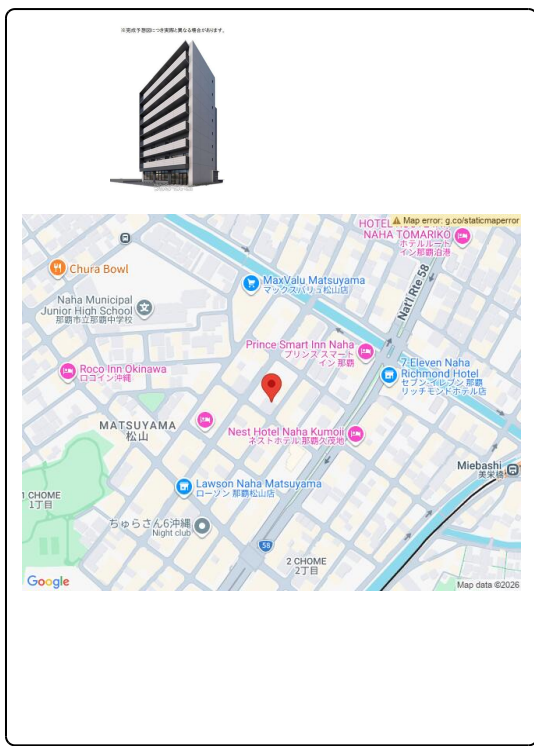 ※完成予想図につき実際と異なる場合があります。
Map error: g.co/staticmaperror
NAHA TOMARIKO
ホテルルート
イン那覇泊港
Chura Bowl
MaxValu Matsuyama
マックスバリュ松山店
Nat'l Rte 58
Naha Municipal
Junior High School
那覇市立那覇中学校
Prince Smart Inn Naha
プリンス スマート
イン 那覇
7-Eleven Naha
Richmond Hotel
セブン-イレブン 那覇
リッチモンドホテル店
Roco Inn Okinawa
ロコイン沖縄
MATSUYAMA
松山
Nest Hotel Naha Kumoji
ネストホテル那覇久茂地
Miebashi
美栄橋
Lawson Naha Matsuyama
ローソン 那覇松山店
1 CHOME
1丁目
ちゅらさん6沖縄
Night club
58
2 CHOME
2丁目
Google
Map data ©2026